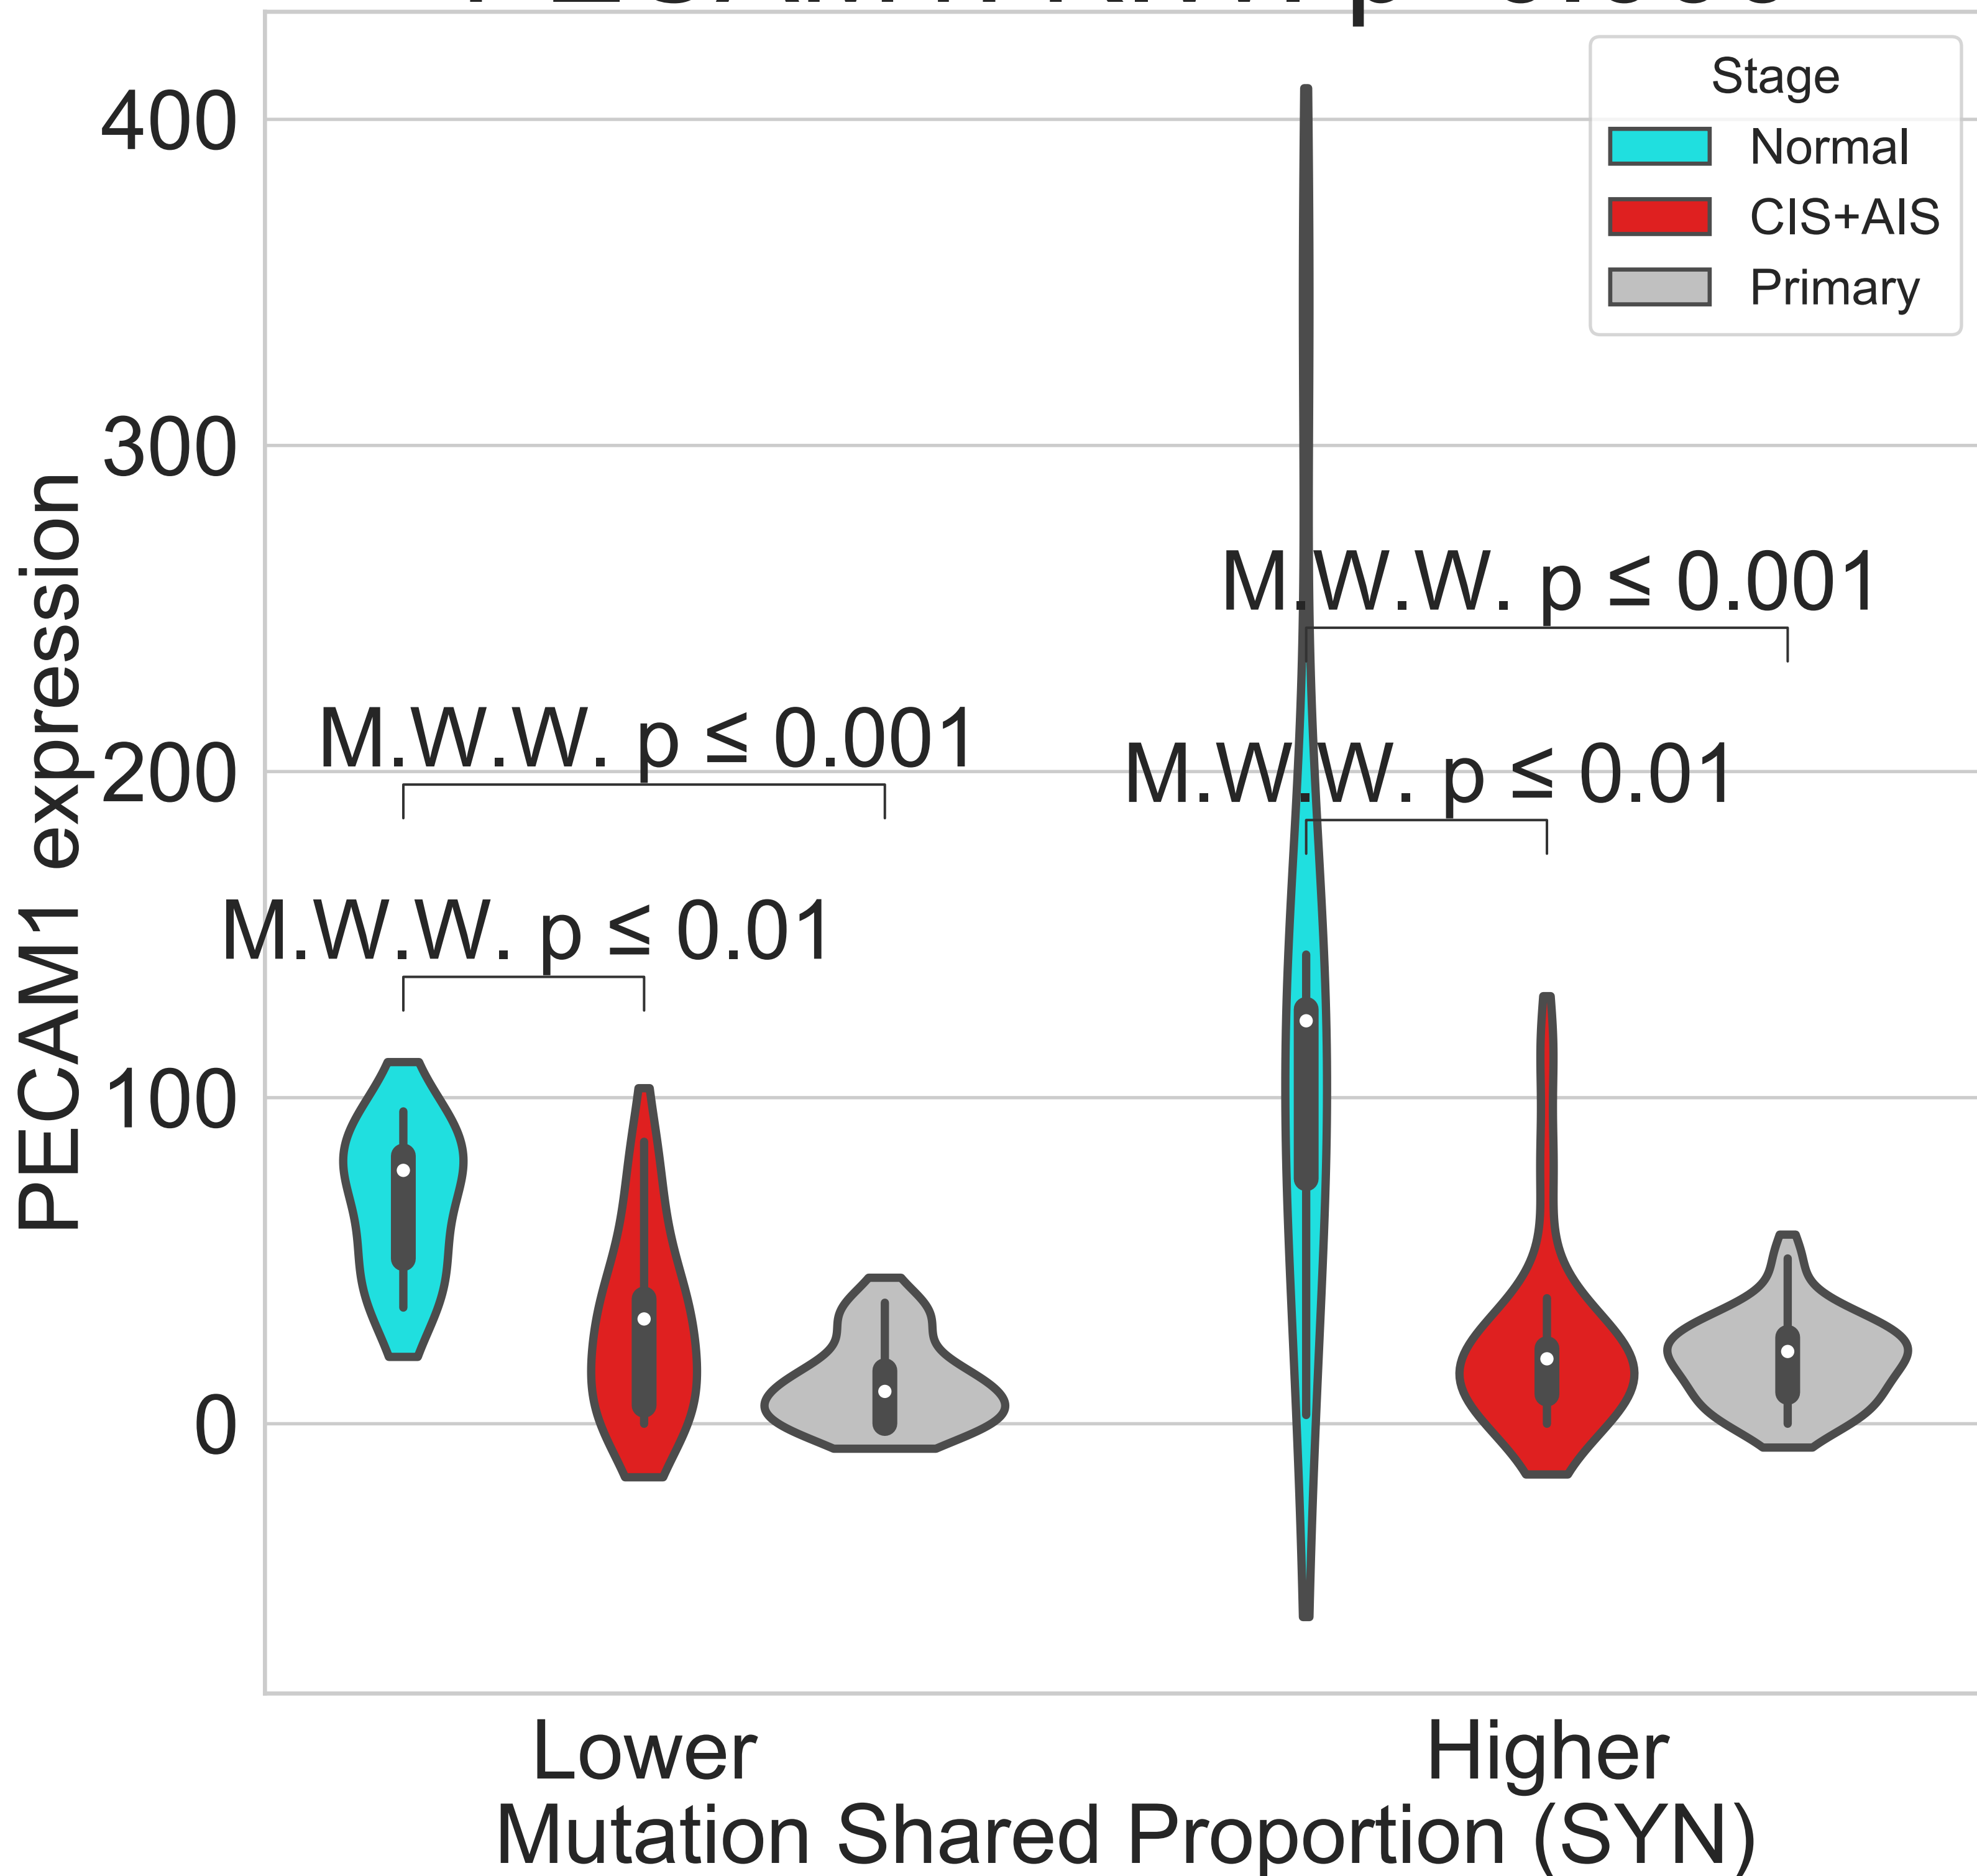 Stage
Normal
CIS+AIS
Primary
400
300
200
100
0
PECAM1 expression
M.W.W. p ≤ 0.001
M.W.W. p ≤ 0.01
M.W.W. p ≤ 0.001
M.W.W. p ≤ 0.01
Lower
Higher
Mutation Shared Proportion (SYN)